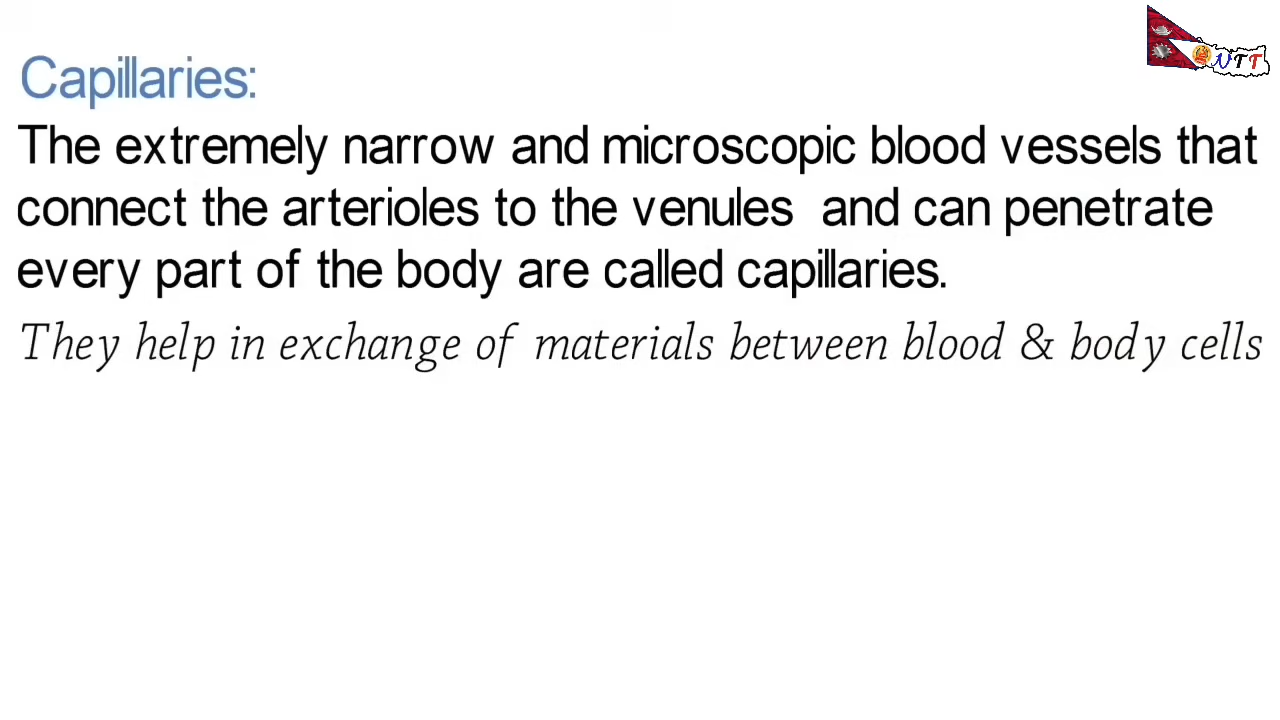 NTT
Capillaries:
The extremely narrow and microscopic blood vessels that
connect the arterioles to the venules and can penetrate
every part of the body are called capillaries.
They help in exchange of materials between blood & body cells